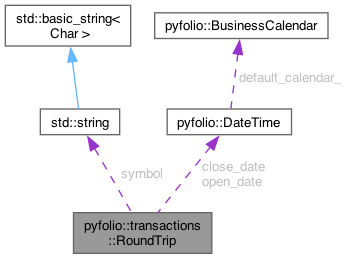 std::basic_string<
Char >
pyfolio::BusinessCalendar
default_calendar_
std::string
pyfolio::DateTime
symbol
close_date
open_date
pyfolio::transactions
::RoundTrip